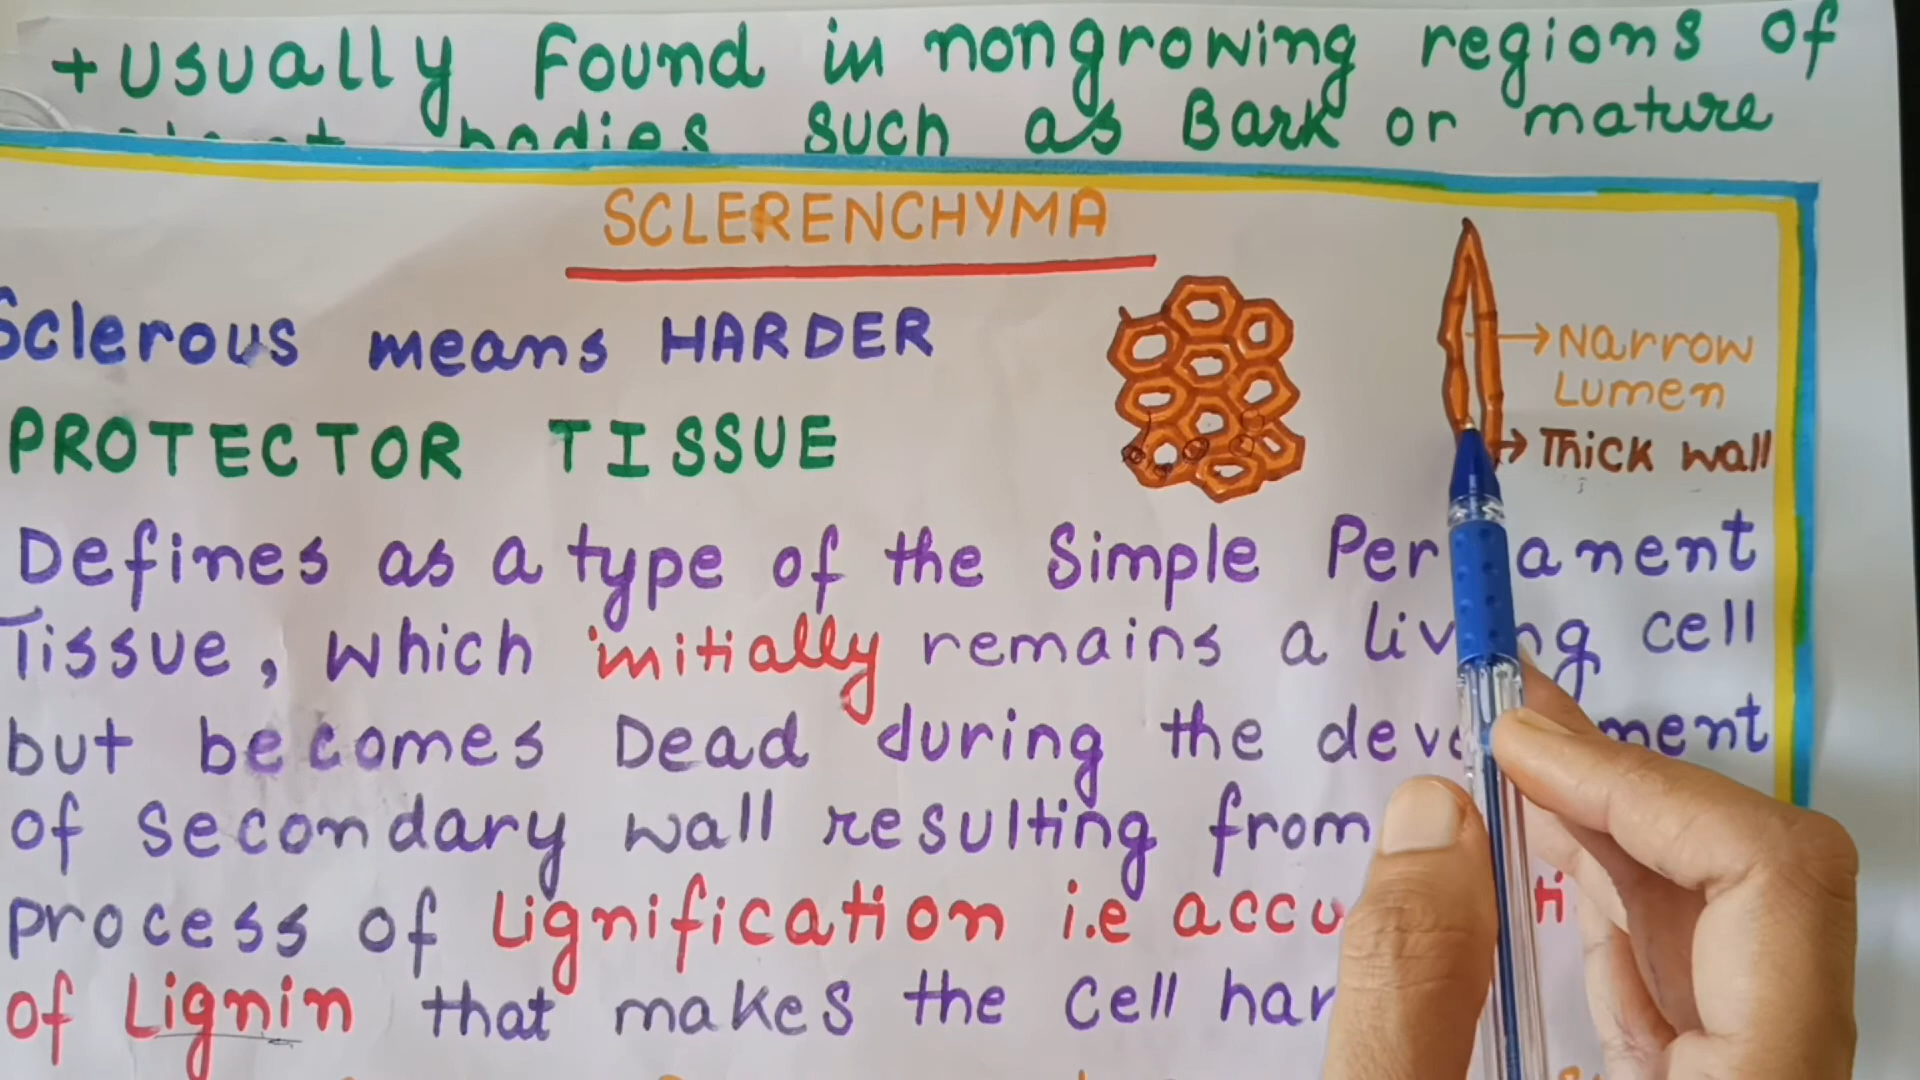 + Usually Found in nongrowing regions of
bodies such as Bark or mature
SCLERENCHYMA
Sclerous means HARDER
Narrow
Lumen
PROTECTOR TISSUE
Thick wall
Defines as a type of the Simple Per anent
Tissue, which initially remains a liv ng cell
but becomes Dead during the deve ment
of secondary wall resulting from
process of Lignification i.e accu ti
of Lignin that makes the cell har